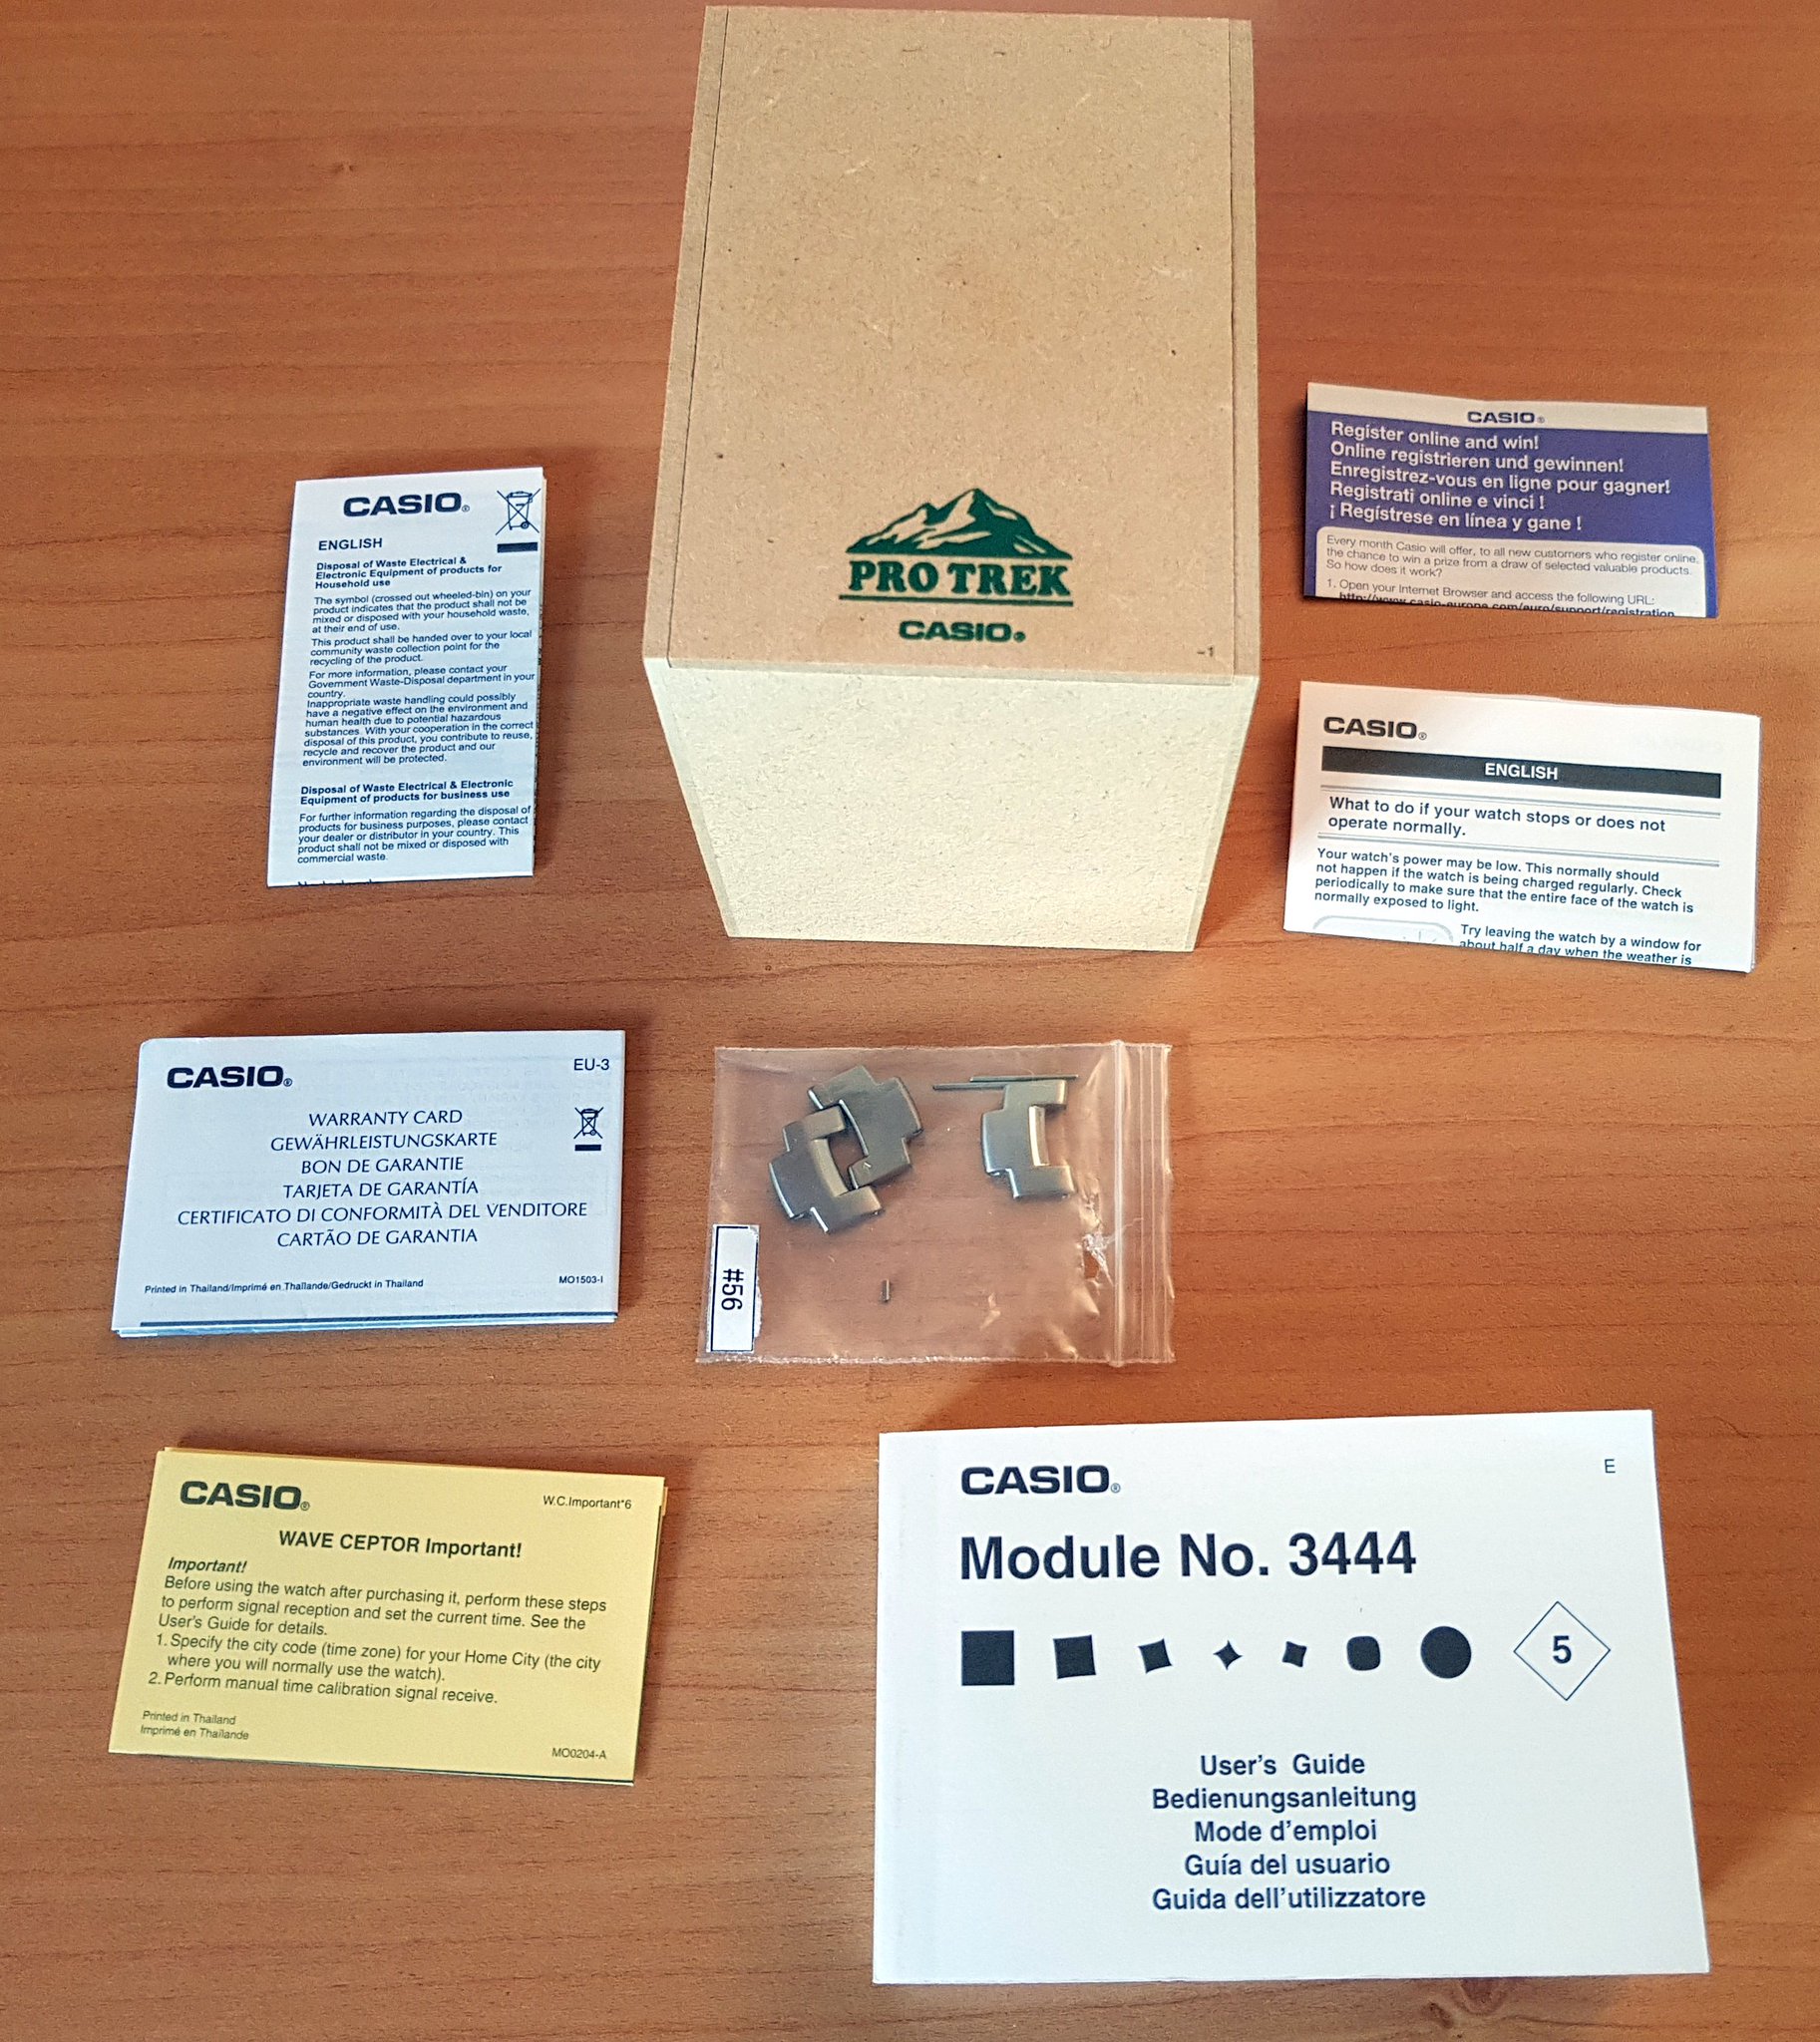 PRO TREK
CASIO®
-1
CASIO®
ENGLISH
Disposal of Waste Electrical &
Electronic Equipment of products for
Household use
The symbol (crossed out wheeled-bin) on your
product indicates that the product shall not be
mixed or disposed with your household waste,
at their end of use.
This product shall be handed over to your local
community waste collection point for the
recycling of the product.
For more information, please contact your
Government Waste-Disposal department in your
country.
Inappropriate waste handling could possibly
have a negative effect on the environment and
human health due to potential hazardous
substances. With your cooperation in the correct
disposal of this product, you contribute to reuse,
recycle and recover the product and our
environment will be protected.
Disposal of Waste Electrical & Electronic
Equipment of products for business use
For further information regarding the disposal of
products for business purposes, please contact
your dealer or distributor in your country. This
product shall not be mixed or disposed with
commercial waste.
CASIO®
Register online and win!
Online registrieren und gewinnen!
Enregistrez-vous en ligne pour gagner!
Registrati online e vinci !
¡ Regístrese en línea y gane !
Every month Casio will offer, to all new customers who register online,
the chance to win a prize from a draw of selected valuable products.
So how does it work?
1. Open your Internet Browser and access the following URL:
http://www.casio-europe.com/euro/support/registration
CASIO®
ENGLISH
What to do if your watch stops or does not
operate normally.
Your watch's power may be low. This normally should
not happen if the watch is being charged regularly. Check
periodically to make sure that the entire face of the watch is
normally exposed to light.
Try leaving the watch by a window for
about half a day when the weather is
CASIO®
EU-3
WARRANTY CARD
GEWÄHRLEISTUNGSKARTE
BON DE GARANTIE
TARJETA DE GARANTÍA
CERTIFICATO DI CONFORMITÀ DEL VENDITORE
CARTÃO DE GARANTIA
Printed in Thailand/Imprimé en Thaïlande/Gedruckt in Thailand
MO1503-I
#56
CASIO®
W.C.Important*6
WAVE CEPTOR Important!
Important!
Before using the watch after purchasing it, perform these steps
to perform signal reception and set the current time. See the
User's Guide for details.
1. Specify the city code (time zone) for your Home City (the city
where you will normally use the watch).
2. Perform manual time calibration signal receive.
Printed in Thailand
Imprimé en Thaïlande
MO0204-A
CASIO®
E
Module No. 3444
5
User's Guide
Bedienungsanleitung
Mode d'emploi
Guía del usuario
Guida dell'utilizzatore